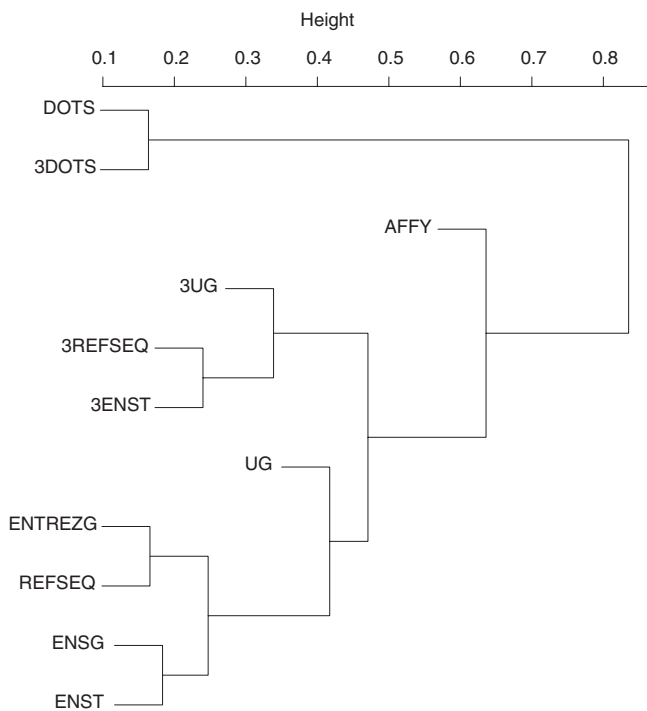 Height
0.1 0.2 0.3 0.4 0.5 0.6 0.7 0.8
DOTS
3DOTS
AFFY
3UG
3REFSEQ
3ENST
UG
ENTREZG
REFSEQ
ENSG
ENST